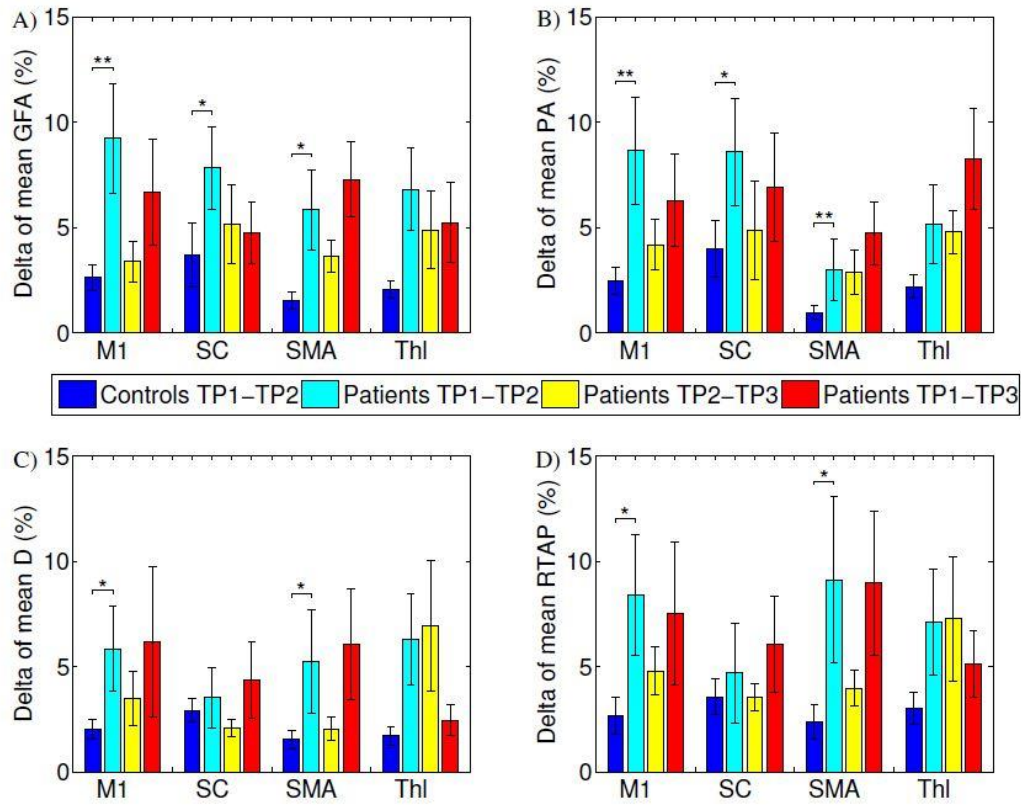 A) 15 B) 15
Delta of mean GFA (%) Delta of mean PA (%)
** ** *
10 * 10
* **
5 5
0 0
M1 SC SMA Thl M1 SC SMA Thl
Controls TP1-TP2 Patients TP1-TP2 Patients TP2-TP3 Patients TP1-TP3
C) 15 D) 15
Delta of mean D (%) Delta of mean RTAP (%)
* *
10 10
* *
5 5
0 0
M1 SC SMA Thl M1 SC SMA Thl